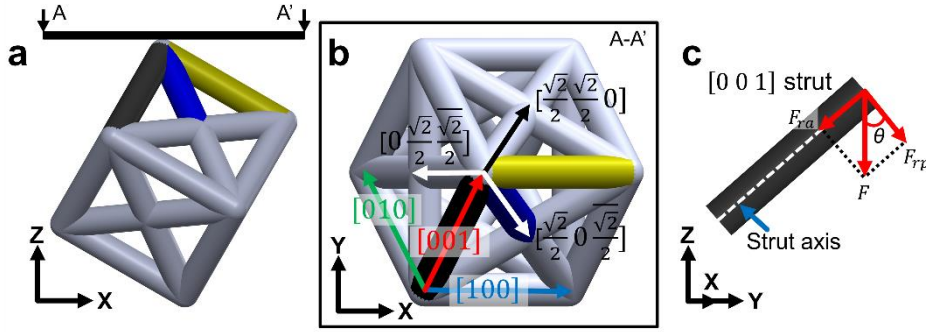 A A'
a
Z
X
b
A-A'
[√2/2 √2/2 0]
[0 √2/2 √2̅/2̅]
[010]
[001]
[√2/2 0 √2̅/2̅]
[100]
Y
X
c
[0 0 1] strut
F_ra
θ
F_rp
F
Strut axis
Z
X Y